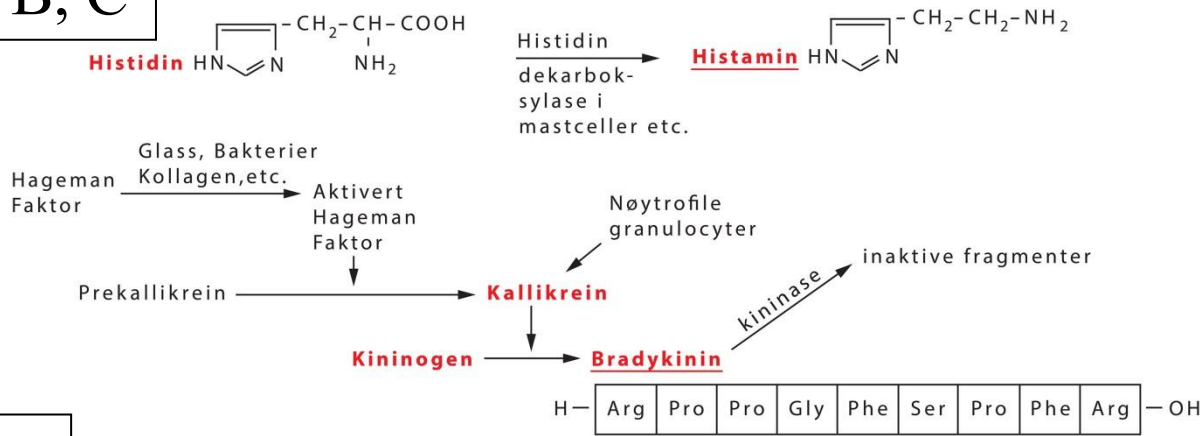 B, C
Histidin HN N -CH₂-CH-COOH
NH₂
Histidin
dekarbok-
sylase i
mastceller etc.
Histamin HN N -CH₂-CH₂-NH₂
Glass, Bakterier
Kollagen,etc.
Hageman
Faktor
Aktivert
Hageman
Faktor
Nøytrofile
granulocyter
inaktive fragmenter
Prekallikrein
Kallikrein
kininase
Kininogen
Bradykinin
H— Arg Pro Pro Gly Phe Ser Pro Phe Arg —OH